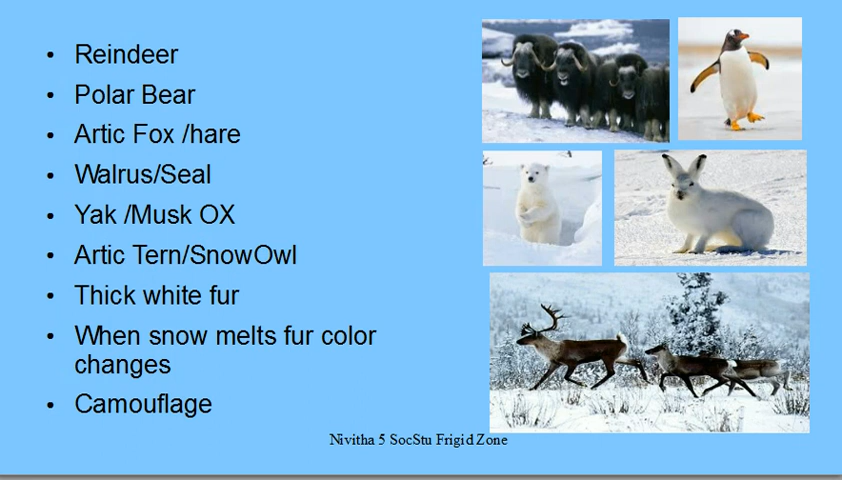 • Reindeer
• Polar Bear
• Artic Fox /hare
• Walrus/Seal
• Yak /Musk OX
• Artic Tern/SnowOwl
• Thick white fur
• When snow melts fur color
changes
• Camouflage
Nivitha 5 SocStu Frigid Zone